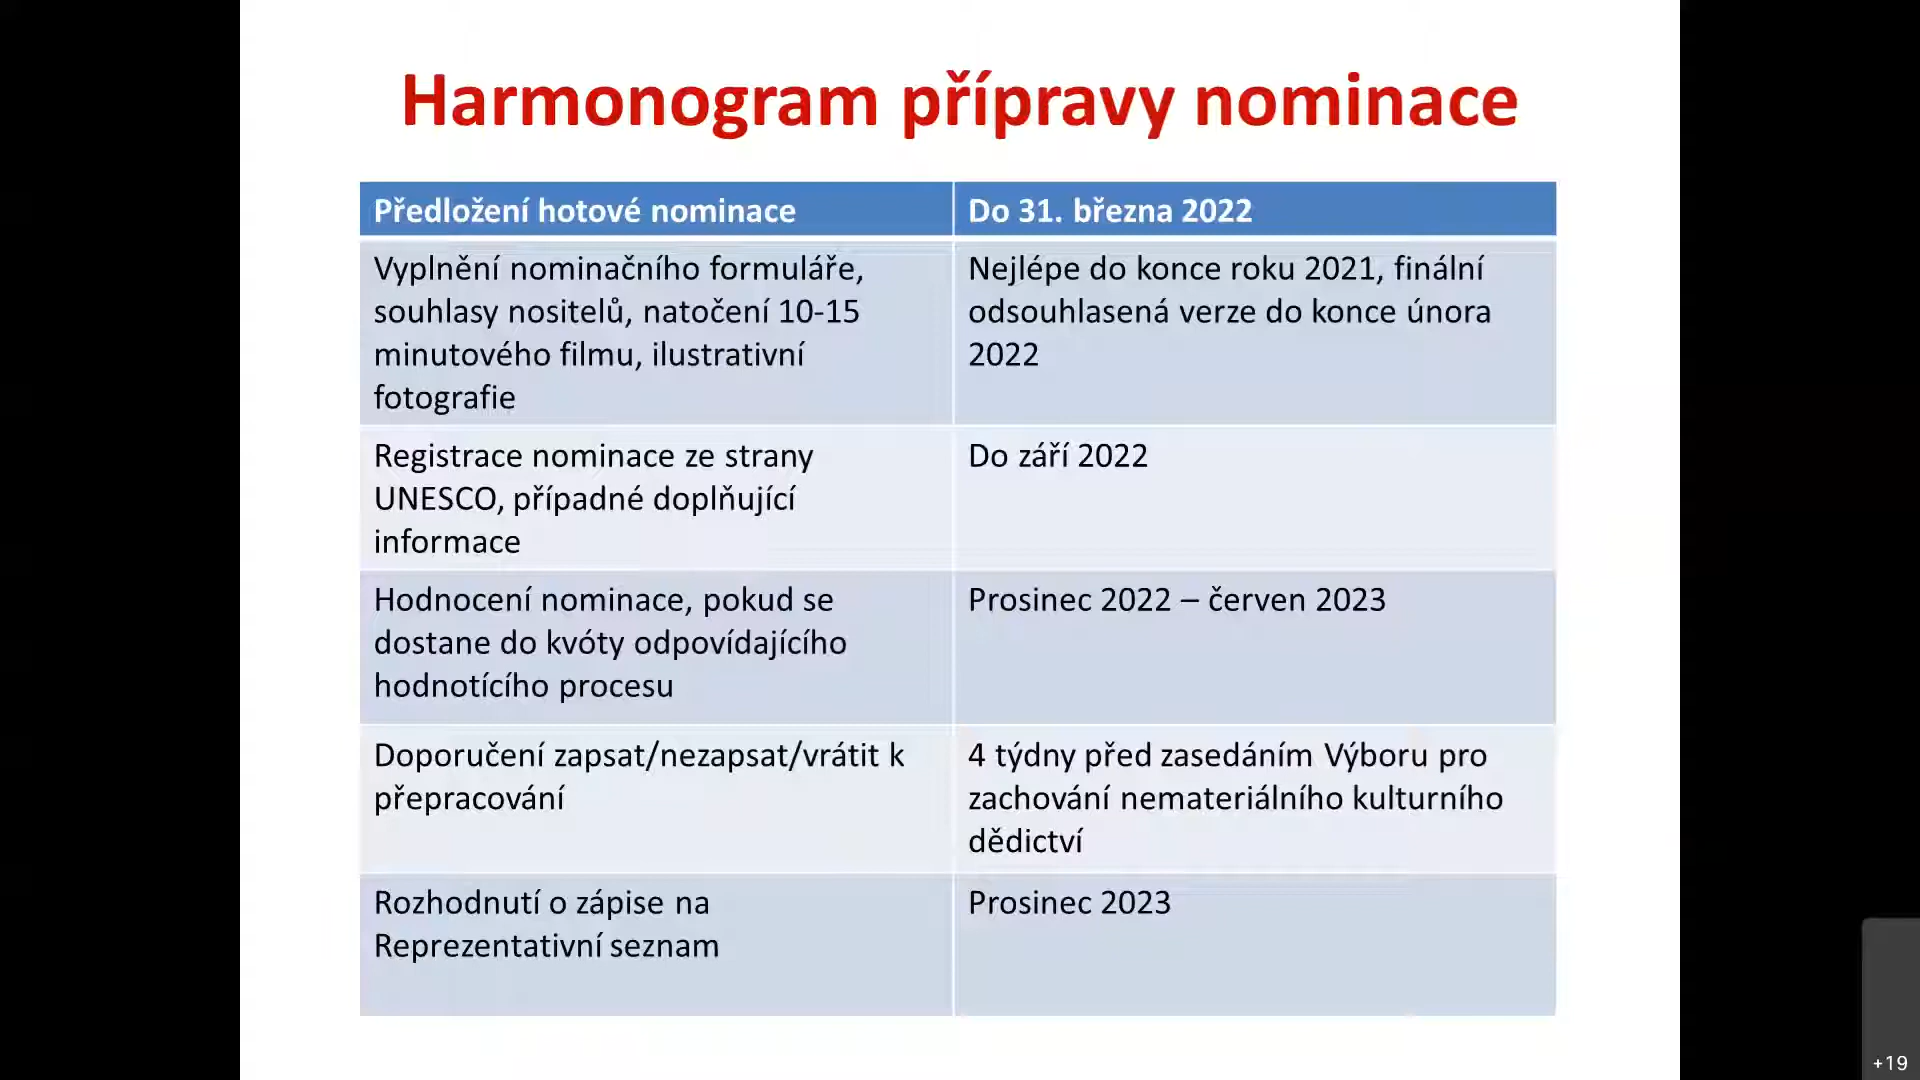 Harmonogram přípravy nominace
Předložení hotové nominace
Do 31. března 2022
Vyplnění nominačního formuláře,
souhlasy nositelů, natočení 10-15
minutového filmu, ilustrativní
fotografie
Nejlépe do konce roku 2021, finální
odsouhlasená verze do konce února
2022
Registrace nominace ze strany
UNESCO, případné doplňující
informace
Do září 2022
Hodnocení nominace, pokud se
dostane do kvóty odpovídajícího
hodnotícího procesu
Prosinec 2022 – červen 2023
Doporučení zapsat/nezapsat/vrátit k
přepracování
4 týdny před zasedáním Výboru pro
zachování nemateriálního kulturního
dědictví
Rozhodnutí o zápise na
Reprezentativní seznam
Prosinec 2023
+19